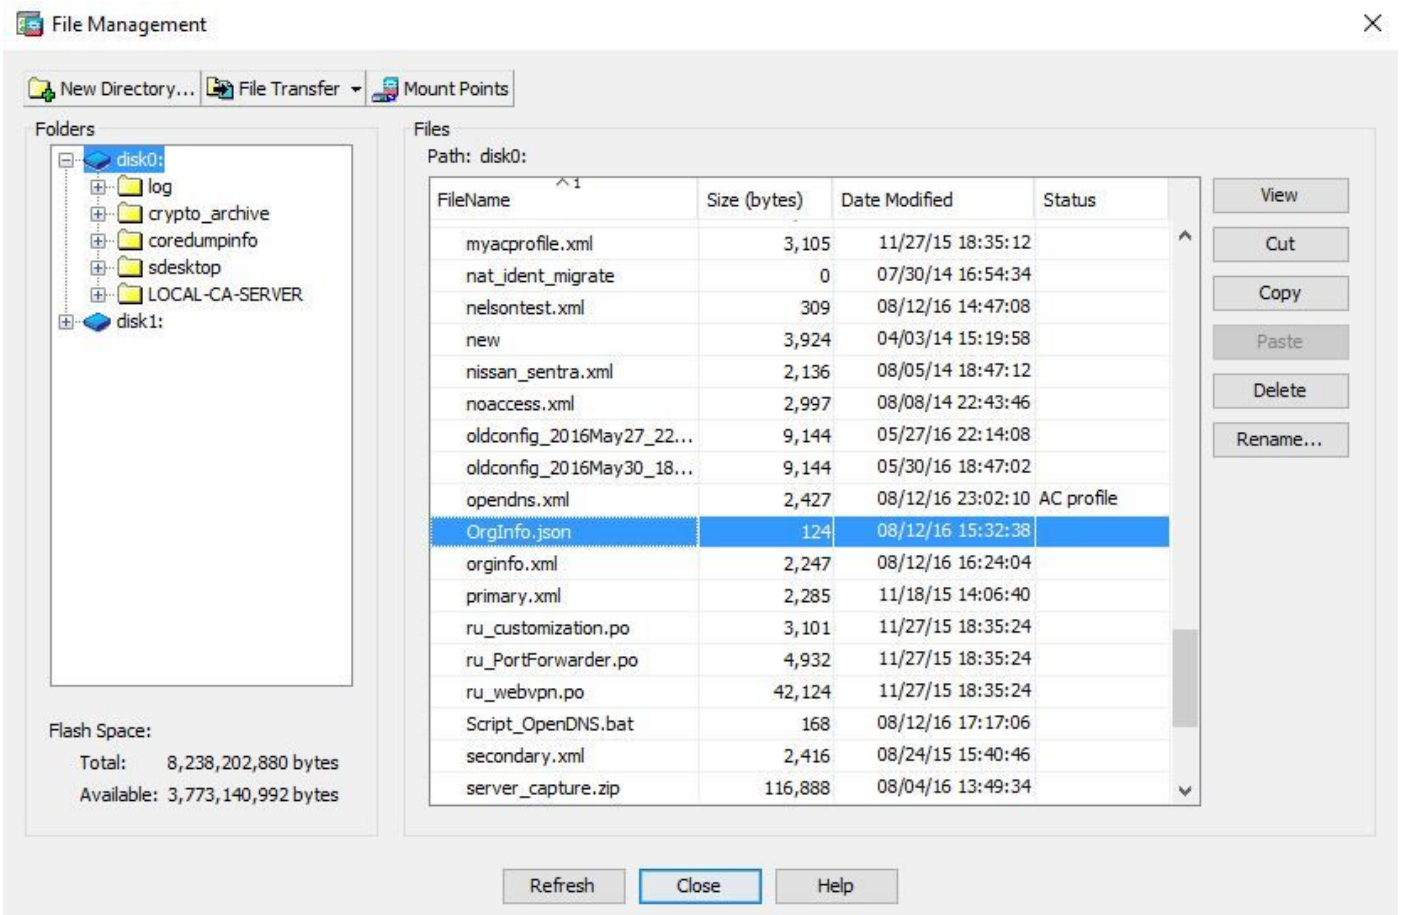 File Management
New Directory... File Transfer Mount Points
Folders
disk0:
log
crypto_archive
coredumpinfo
sdesktop
LOCAL-CA-SERVER
disk1:
Flash Space:
Total: 8,238,202,880 bytes
Available: 3,773,140,992 bytes
Files
Path: disk0:
FileName 1 Size (bytes) Date Modified Status
myacprofile.xml 3,105 11/27/15 18:35:12
nat_ident_migrate 0 07/30/14 16:54:34
nelsontest.xml 309 08/12/16 14:47:08
new 3,924 04/03/14 15:19:58
nissan_sentra.xml 2,136 08/05/14 18:47:12
noaccess.xml 2,997 08/08/14 22:43:46
oldconfig_2016May27_22... 9,144 05/27/16 22:14:08
oldconfig_2016May30_18... 9,144 05/30/16 18:47:02
opendns.xml 2,427 08/12/16 23:02:10 AC profile
OrgInfo.json 124 08/12/16 15:32:38
orginfo.xml 2,247 08/12/16 16:24:04
primary.xml 2,285 11/18/15 14:06:40
ru_customization.po 3,101 11/27/15 18:35:24
ru_PortForwarder.po 4,932 11/27/15 18:35:24
ru_webvpn.po 42,124 11/27/15 18:35:24
Script_OpenDNS.bat 168 08/12/16 17:17:06
secondary.xml 2,416 08/24/15 15:40:46
server_capture.zip 116,888 08/04/16 13:49:34
View
Cut
Copy
Paste
Delete
Rename...
Refresh Close Help